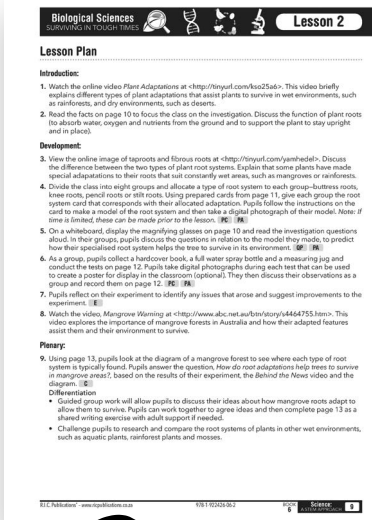 Biological Sciences
SURVIVING IN TOUGH TIMES
Lesson 2
Lesson Plan
Introduction:
1. Watch the online video Plant Adaptations at <http://tinyurl.com/kso25a6>. This video briefly
explains different types of plant adaptations that assist plants to survive in wet environments, such
as rainforests, and dry environments, such as deserts.
2. Read the facts on page 10 to focus the class on the investigation. Discuss the function of plant roots
(to absorb water, oxygen and nutrients from the ground and to support the plant to stay upright
and in place).
Development:
3. View the online image of taproots and fibrous roots at <http://tinyurl.com/yamhedel>. Discuss
the difference between the two types of plant root systems. Explain that some plants have made
special adapatations to their roots that suit constantly wet areas, such as mangroves or rainforests.
4. Divide the class into eight groups and allocate a type of root system to each group–buttress roots,
knee roots, pencil roots or stilt roots. Using prepared cards from page 11, give each group the root
system card that corresponds with their allocated adaptation. Pupils follow the instructions on the
card to make a model of the root system and then take a digital photograph of their model. Note: If
time is limited, these can be made prior to the lesson. PC PA
5. On a whiteboard, display the magnifying glasses on page 10 and read the investigation questions
aloud. In their groups, pupils discuss the questions in relation to the model they made, to predict
how their specialised root system helps the tree to survive in its environment. QP PA
6. As a group, pupils collect a hardcover book, a full water spray bottle and a measuring jug and
conduct the tests on page 12. Pupils take digital photographs during each test that can be used
to create a poster for display in the classroom (optional). They then discuss their observations as a
group and record them on page 12. PC PA
7. Pupils reflect on their experiment to identify any issues that arose and suggest improvements to the
experiment. E
8. Watch the video, Mangrove Warning at <http://www.abc.net.au/btn/story/s4464755.htm>. This
video explores the importance of mangrove forests in Australia and how their adapted features
assist them and their environment to survive.
Plenary:
9. Using page 13, pupils look at the diagram of a mangrove forest to see where each type of root
system is typically found. Pupils answer the question, How do root adaptations help trees to survive
in mangrove areas?, based on the results of their experiment, the Behind the News video and the
diagram. C
Differentiation
• Guided group work will allow pupils to discuss their ideas about how mangrove roots adapt to
allow them to survive. Pupils can work together to agree ideas and then complete page 13 as a
shared writing exercise with adult support if needed.
• Challenge pupils to research and compare the root systems of plants in other wet environments,
such as aquatic plants, rainforest plants and mosses.
R.I.C. Publications® – www.ricpublications.co.za
978-1-922426-06-2
BOOK 6
Science:
A STEM APPROACH
9